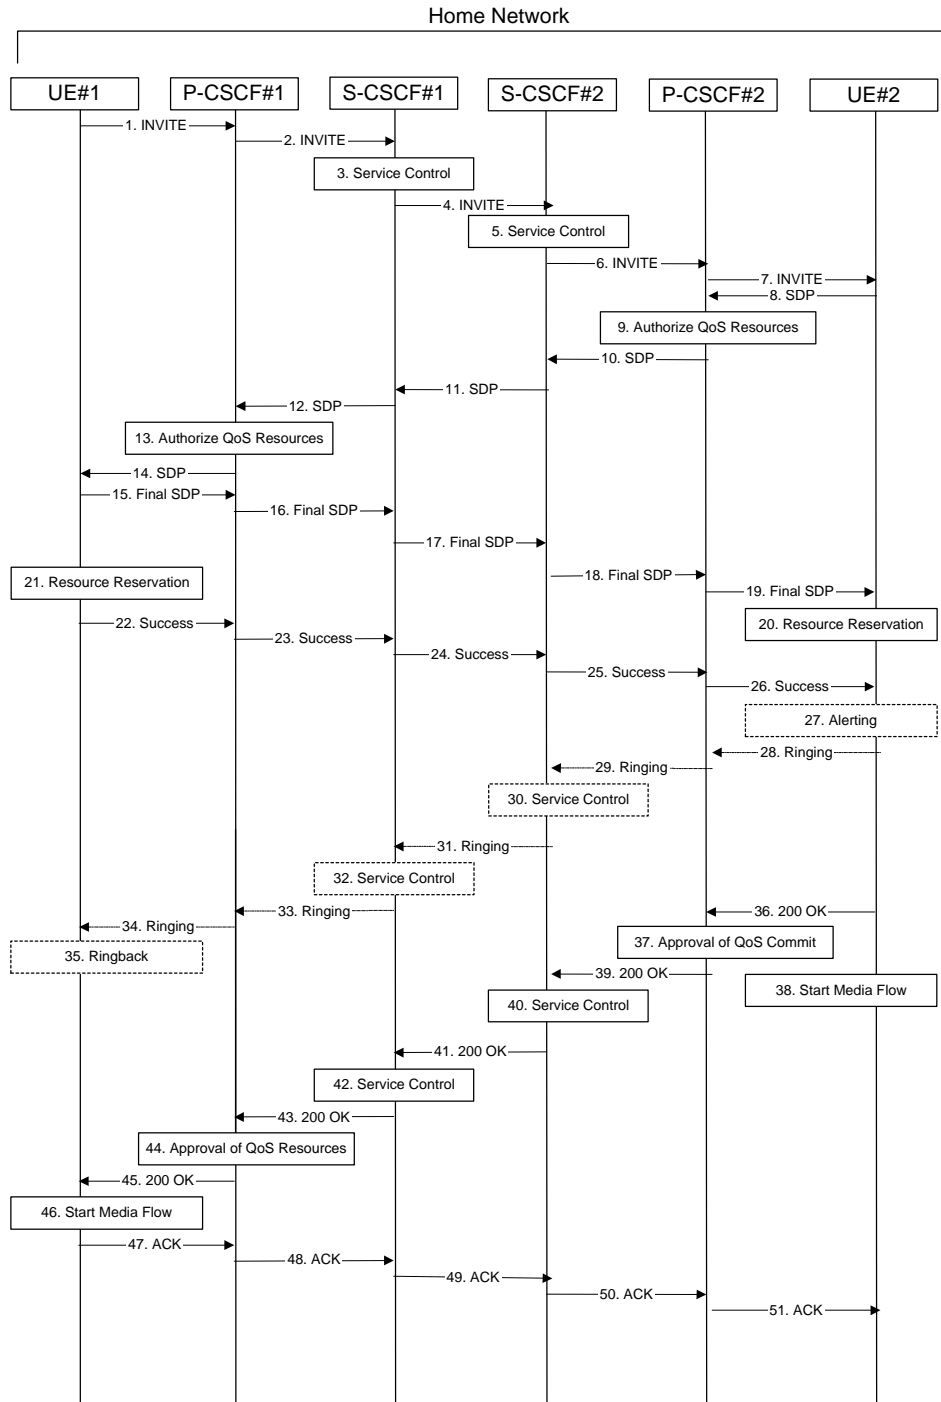 Home Network
UE#1
P-CSCF#1
S-CSCF#1
S-CSCF#2
P-CSCF#2
UE#2
1. INVITE
2. INVITE
3. Service Control
4. INVITE
5. Service Control
6. INVITE
7. INVITE
8. SDP
9. Authorize QoS Resources
10. SDP
11. SDP
12. SDP
13. Authorize QoS Resources
14. SDP
15. Final SDP
16. Final SDP
17. Final SDP
18. Final SDP
21. Resource Reservation
19. Final SDP
20. Resource Reservation
22. Success
23. Success
24. Success
25. Success
26. Success
27. Alerting
28. Ringing
29. Ringing
30. Service Control
31. Ringing
32. Service Control
33. Ringing
36. 200 OK
34. Ringing
37. Approval of QoS Commit
35. Ringback
39. 200 OK
38. Start Media Flow
40. Service Control
41. 200 OK
42. Service Control
43. 200 OK
44. Approval of QoS Resources
45. 200 OK
46. Start Media Flow
47. ACK
48. ACK
49. ACK
50. ACK
51. ACK